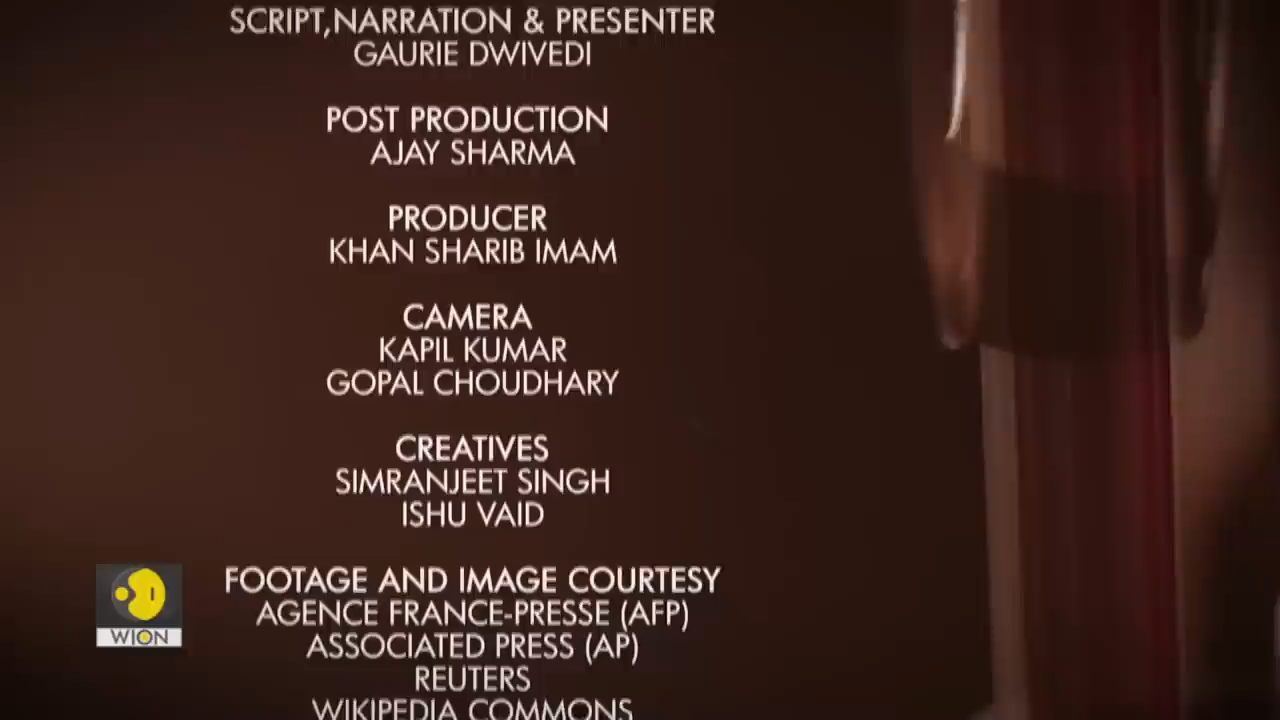 SCRIPT,NARRATION & PRESENTER
GAURIE DWIVEDI
POST PRODUCTION
AJAY SHARMA
PRODUCER
KHAN SHARIB IMAM
CAMERA
KAPIL KUMAR
GOPAL CHOUDHARY
CREATIVES
SIMRANJEET SINGH
ISHU VAID
FOOTAGE AND IMAGE COURTESY
AGENCE FRANCE-PRESSE (AFP)
ASSOCIATED PRESS (AP)
REUTERS
WIKIPEDIA COMMONS
WION